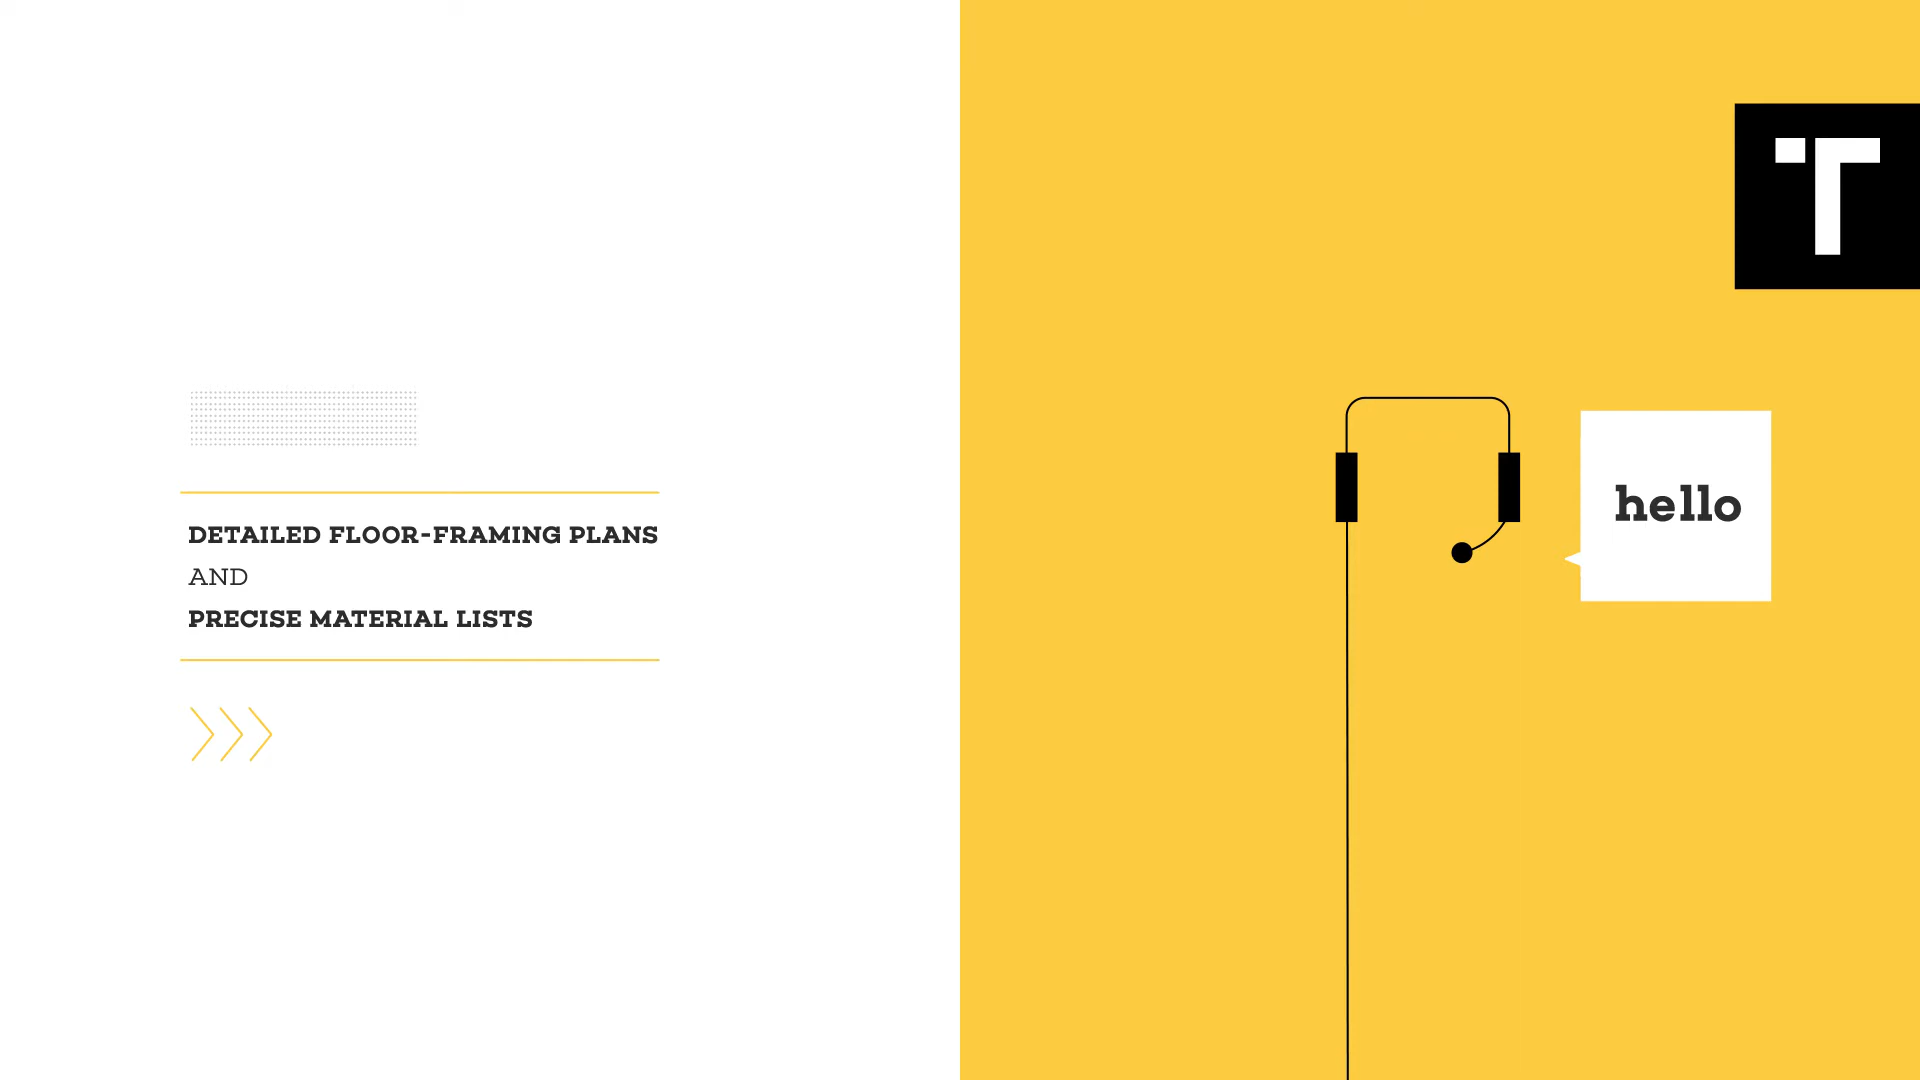 DETAILED FLOOR-FRAMING PLANS
AND
PRECISE MATERIAL LISTS
T
hello